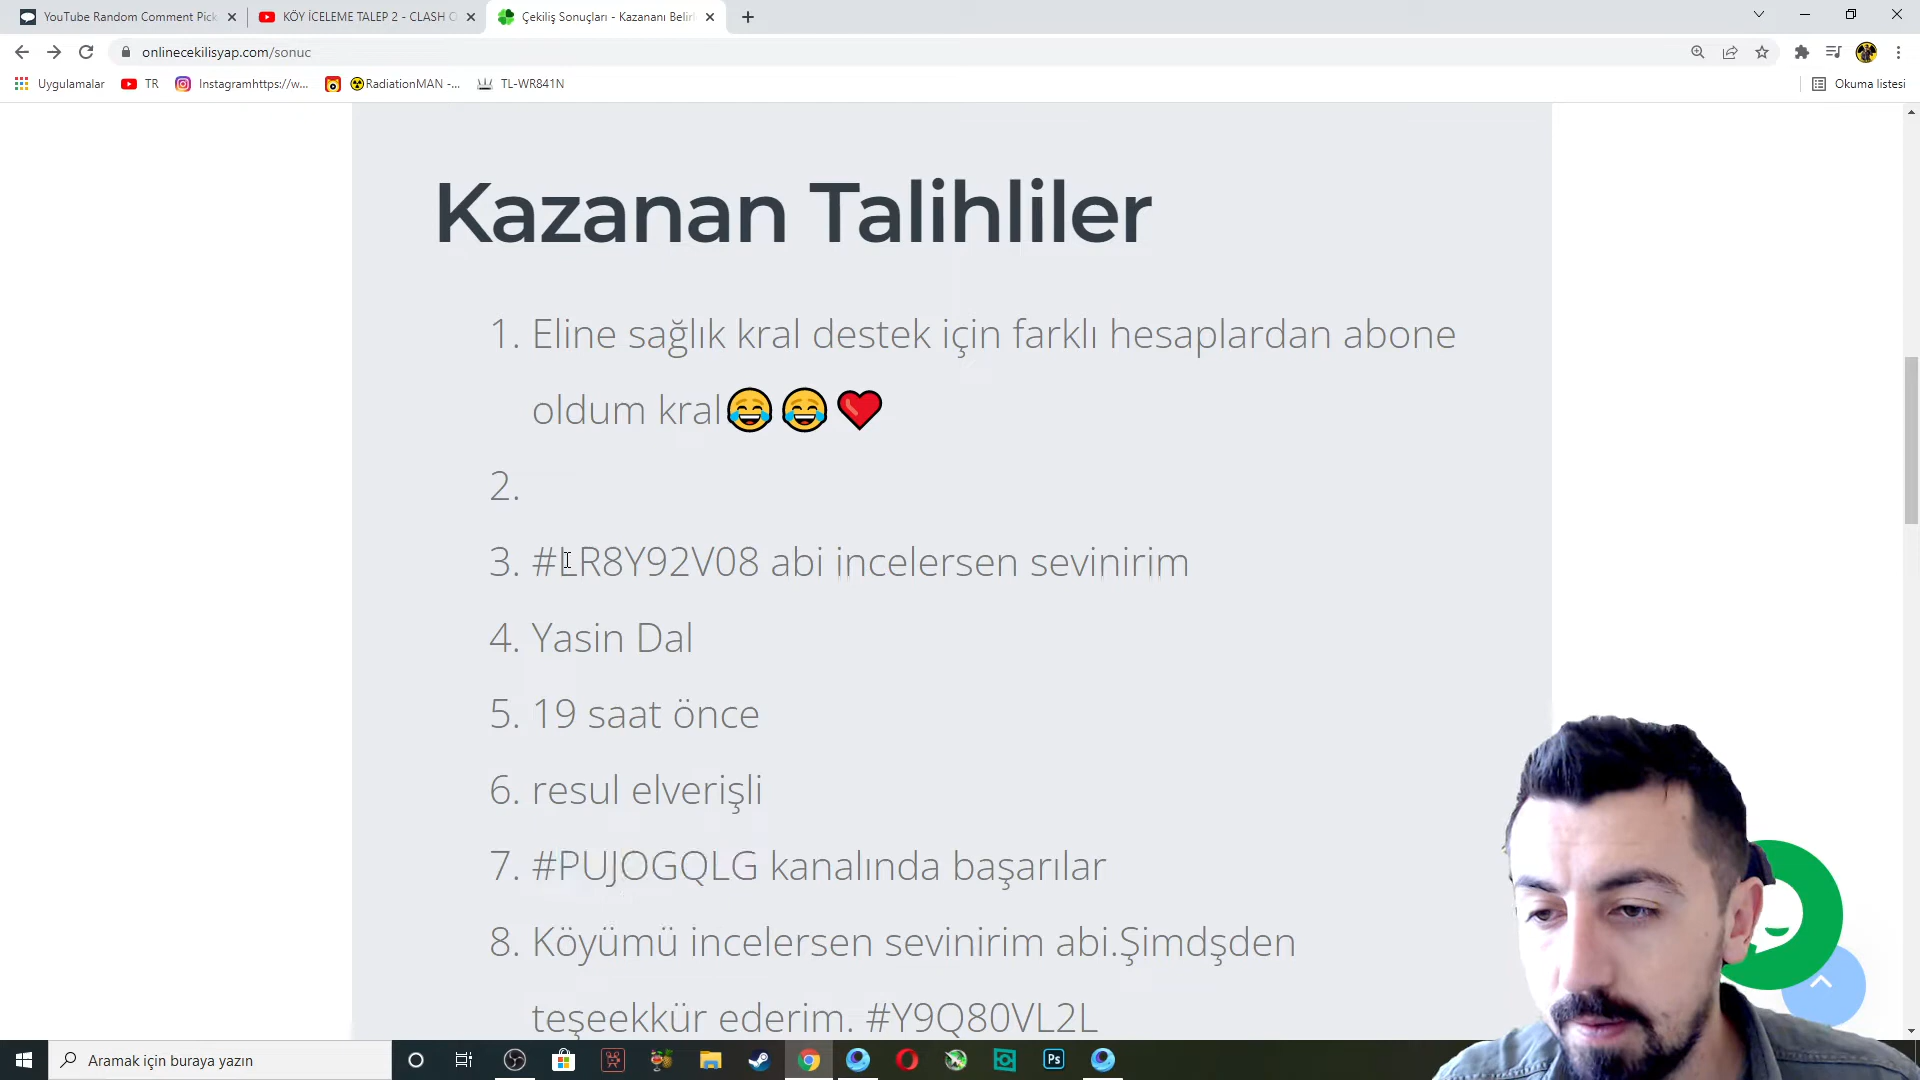 YouTube Random Comment Pick
KÖY İCELEME TALEP 2 - CLASH O
Çekiliş Sonuçları - Kazananı Belir
onlinecekilisyap.com/sonuc
Uygulamalar
TR
Instagramhttps://w...
RadiationMAN -...
TL-WR841N
Okuma listesi
Kazanan Talihliler
1. Eline sağlık kral destek için farklı hesaplardan abone
oldum kral😂😂❤️
2.
3. #LR8Y92V08 abi incelersen sevinirim
4. Yasin Dal
5. 19 saat önce
6. resul elverişli
7. #PUJOGQLG kanalında başarılar
8. Köyümü incelersen sevinirim abi.Şimdşden
teşeekkür ederim. #Y9Q80VL2L
Aramak için buraya yazın
Ps